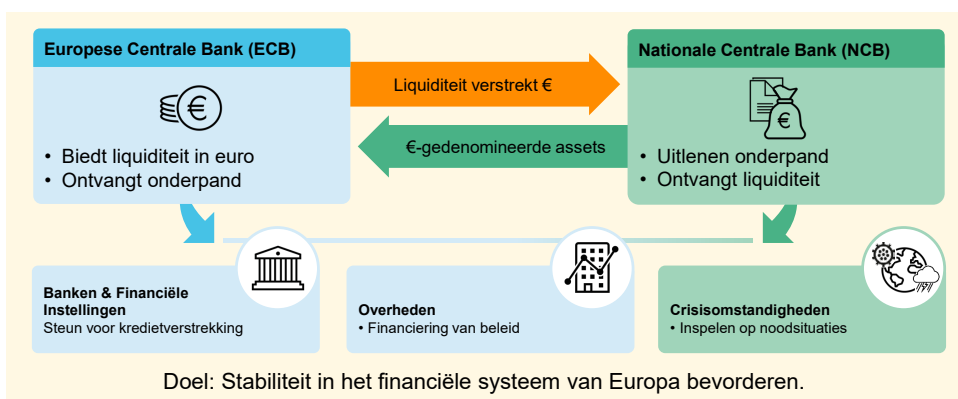 Europese Centrale Bank (ECB)
€
• Biedt liquiditeit in euro
• Ontvangt onderpand
Liquiditeit verstrekt €
€-gedenomineerde assets
Nationale Centrale Bank (NCB)
€
• Uitlenen onderpand
• Ontvangt liquiditeit
Banken & Financiële
Instellingen
Steun voor kredietverstrekking
Overheden
• Financiering van beleid
Crisisomstandigheden
• Inspelen op noodsituaties
Doel: Stabiliteit in het financiële systeem van Europa bevorderen.